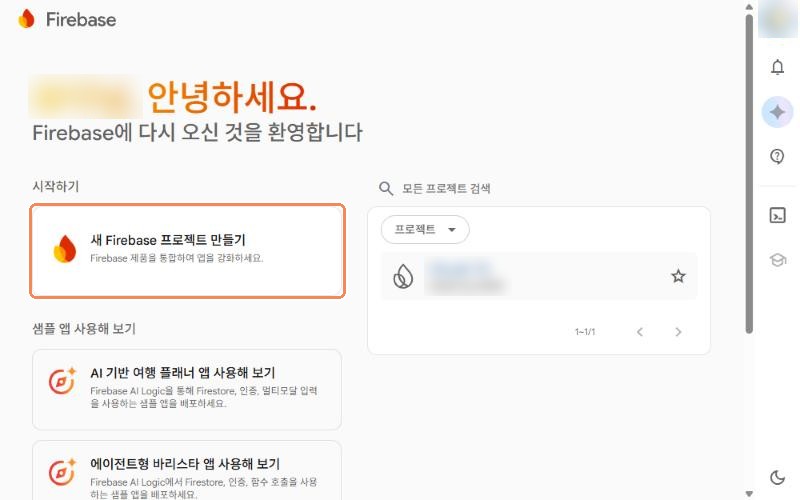 Firebase
안녕하세요.
Firebase에 다시 오신 것을 환영합니다
시작하기
새 Firebase 프로젝트 만들기
Firebase 제품을 통합하여 앱을 강화하세요.
샘플 앱 사용해 보기
AI 기반 여행 플래너 앱 사용해 보기
Firebase AI Logic을 통해 Firestore, 인증, 멀티모달 입력
을 사용하는 샘플 앱을 배포하세요.
에이전트형 바리스타 앱 사용해 보기
Firebase AI Logic에서 Firestore, 인증, 함수 호출을 사용
하는 샘플 앱을 배포하세요.
모든 프로젝트 검색
프로젝트
1–1/1